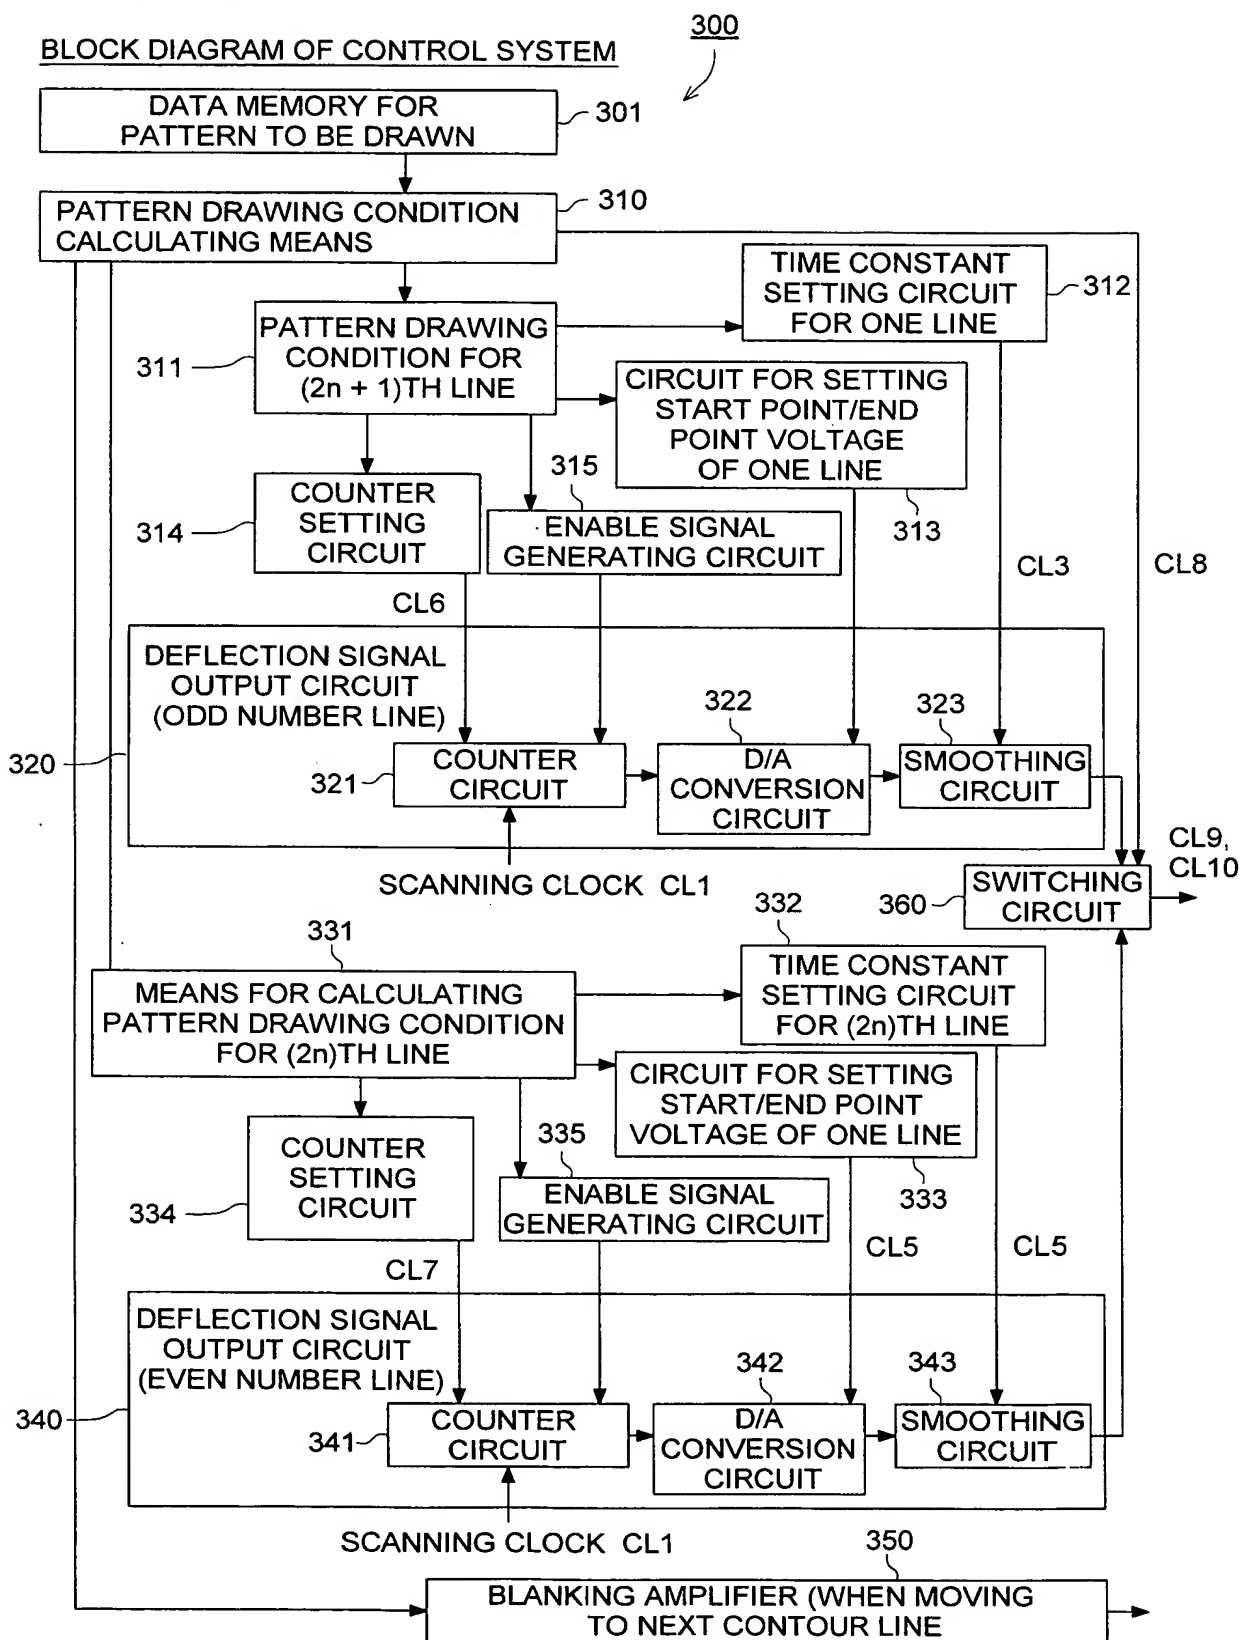 300
BLOCK DIAGRAM OF CONTROL SYSTEM
DATA MEMORY FOR
PATTERN TO BE DRAWN
301
PATTERN DRAWING CONDITION
CALCULATING MEANS
310
TIME CONSTANT
SETTING CIRCUIT
FOR ONE LINE
312
PATTERN DRAWING
CONDITION FOR
(2n + 1)TH LINE
311
CIRCUIT FOR SETTING
START POINT/END
POINT VOLTAGE
OF ONE LINE
313
COUNTER
SETTING
CIRCUIT
314
315
ENABLE SIGNAL
GENERATING CIRCUIT
CL3
CL8
CL6
DEFLECTION SIGNAL
OUTPUT CIRCUIT
(ODD NUMBER LINE)
320
321
COUNTER
CIRCUIT
322
D/A
CONVERSION
CIRCUIT
323
SMOOTHING
CIRCUIT
SCANNING CLOCK CL1
CL9,
CL10
360
SWITCHING
CIRCUIT
331
MEANS FOR CALCULATING
PATTERN DRAWING CONDITION
FOR (2n)TH LINE
332
TIME CONSTANT
SETTING CIRCUIT
FOR (2n)TH LINE
CIRCUIT FOR SETTING
START/END POINT
VOLTAGE OF ONE LINE
333
COUNTER
SETTING
CIRCUIT
334
335
ENABLE SIGNAL
GENERATING CIRCUIT
CL7
CL5
CL5
DEFLECTION SIGNAL
OUTPUT CIRCUIT
(EVEN NUMBER LINE)
340
341
COUNTER
CIRCUIT
342
D/A
CONVERSION
CIRCUIT
343
SMOOTHING
CIRCUIT
SCANNING CLOCK CL1
350
BLANKING AMPLIFIER (WHEN MOVING
TO NEXT CONTOUR LINE